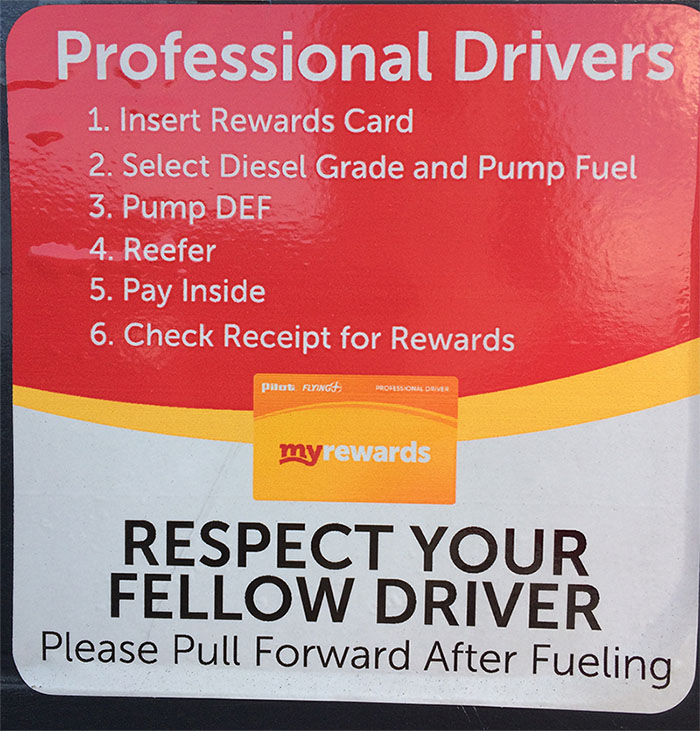 Professional Drivers
1. Insert Rewards Card
2. Select Diesel Grade and Pump Fuel
3. Pump DEF
4. Reefer
5. Pay Inside
6. Check Receipt for Rewards
Pilot FLYING J PROFESSIONAL DRIVER
myrewards
RESPECT YOUR
FELLOW DRIVER
Please Pull Forward After Fueling